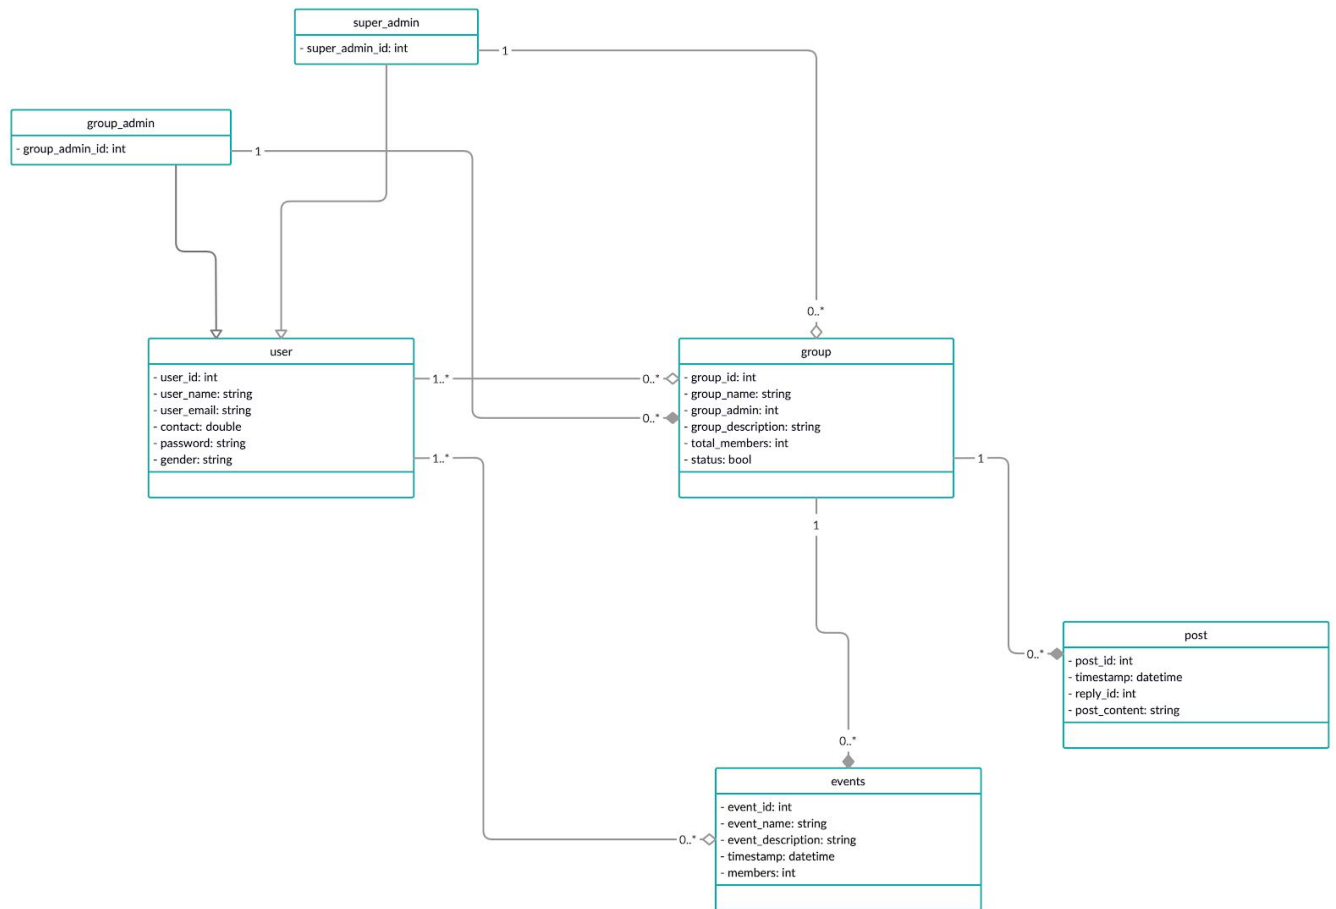 super_admin
- super_admin_id: int
1
group_admin
- group_admin_id: int
1
0..*
user
- user_id: int
- user_name: string
- user_email: string
- contact: double
- password: string
- gender: string
1..*
0..*
0..*
1..*
group
- group_id: int
- group_name: string
- group_admin: int
- group_description: string
- total_members: int
- status: bool
1
1
post
- post_id: int
- timestamp: datetime
- reply_id: int
- post_content: string
0..*
0..*
events
- event_id: int
- event_name: string
- event_description: string
- timestamp: datetime
- members: int
0..*